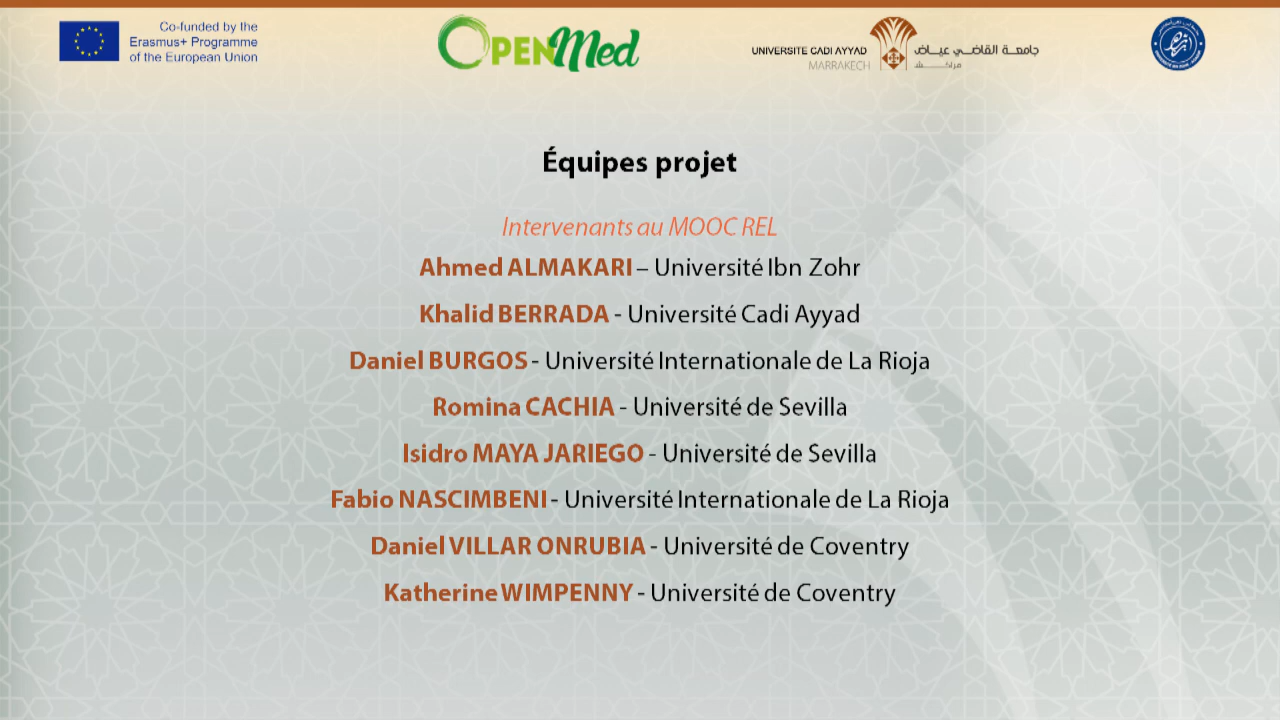 Co-funded by the
Erasmus+ Programme
of the European Union
OPENMed
UNIVERSITE CADI AYYAD
MARRAKECH
جامعة القاضي عياض
مراكش
Équipes projet
Intervenants au MOOC REL
Ahmed ALMAKARI – Université Ibn Zohr
Khalid BERRADA - Université Cadi Ayyad
Daniel BURGOS - Université Internationale de La Rioja
Romina CACHIA - Université de Sevilla
Isidro MAYA JARIEGO - Université de Sevilla
Fabio NASCIMBENI - Université Internationale de La Rioja
Daniel VILLAR ONRUBIA - Université de Coventry
Katherine WIMPENNY - Université de Coventry